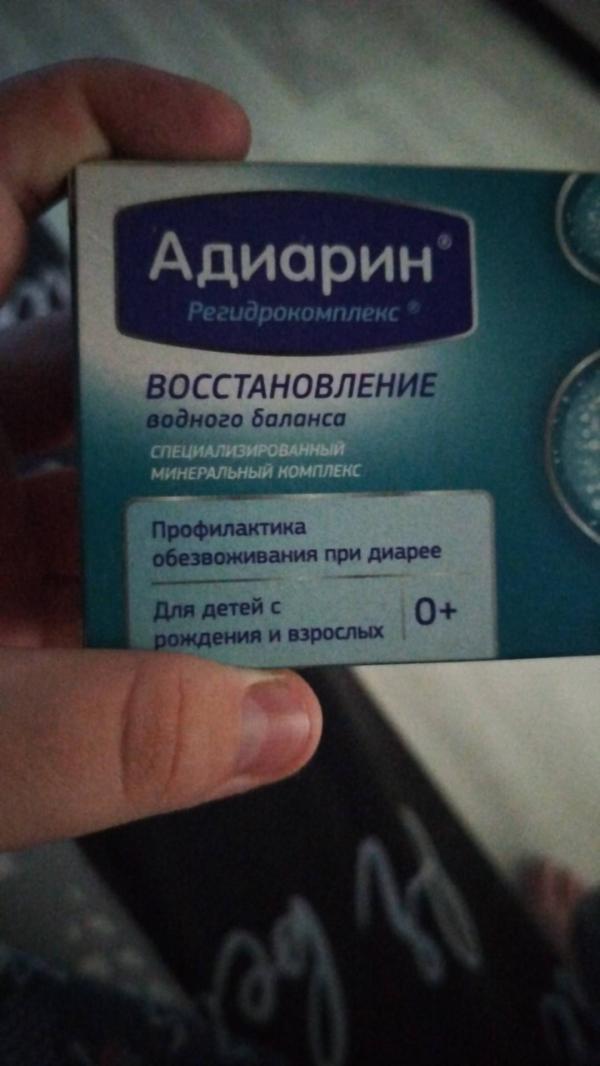 Адиарин®
Регидрокомплекс®
ВОССТАНОВЛЕНИЕ
водного баланса
СПЕЦИАЛИЗИРОВАННЫЙ
МИНЕРАЛЬНЫЙ КОМПЛЕКС
Профилактика
обезвоживания при диарее
Для детей с
рождения и взрослых
0+